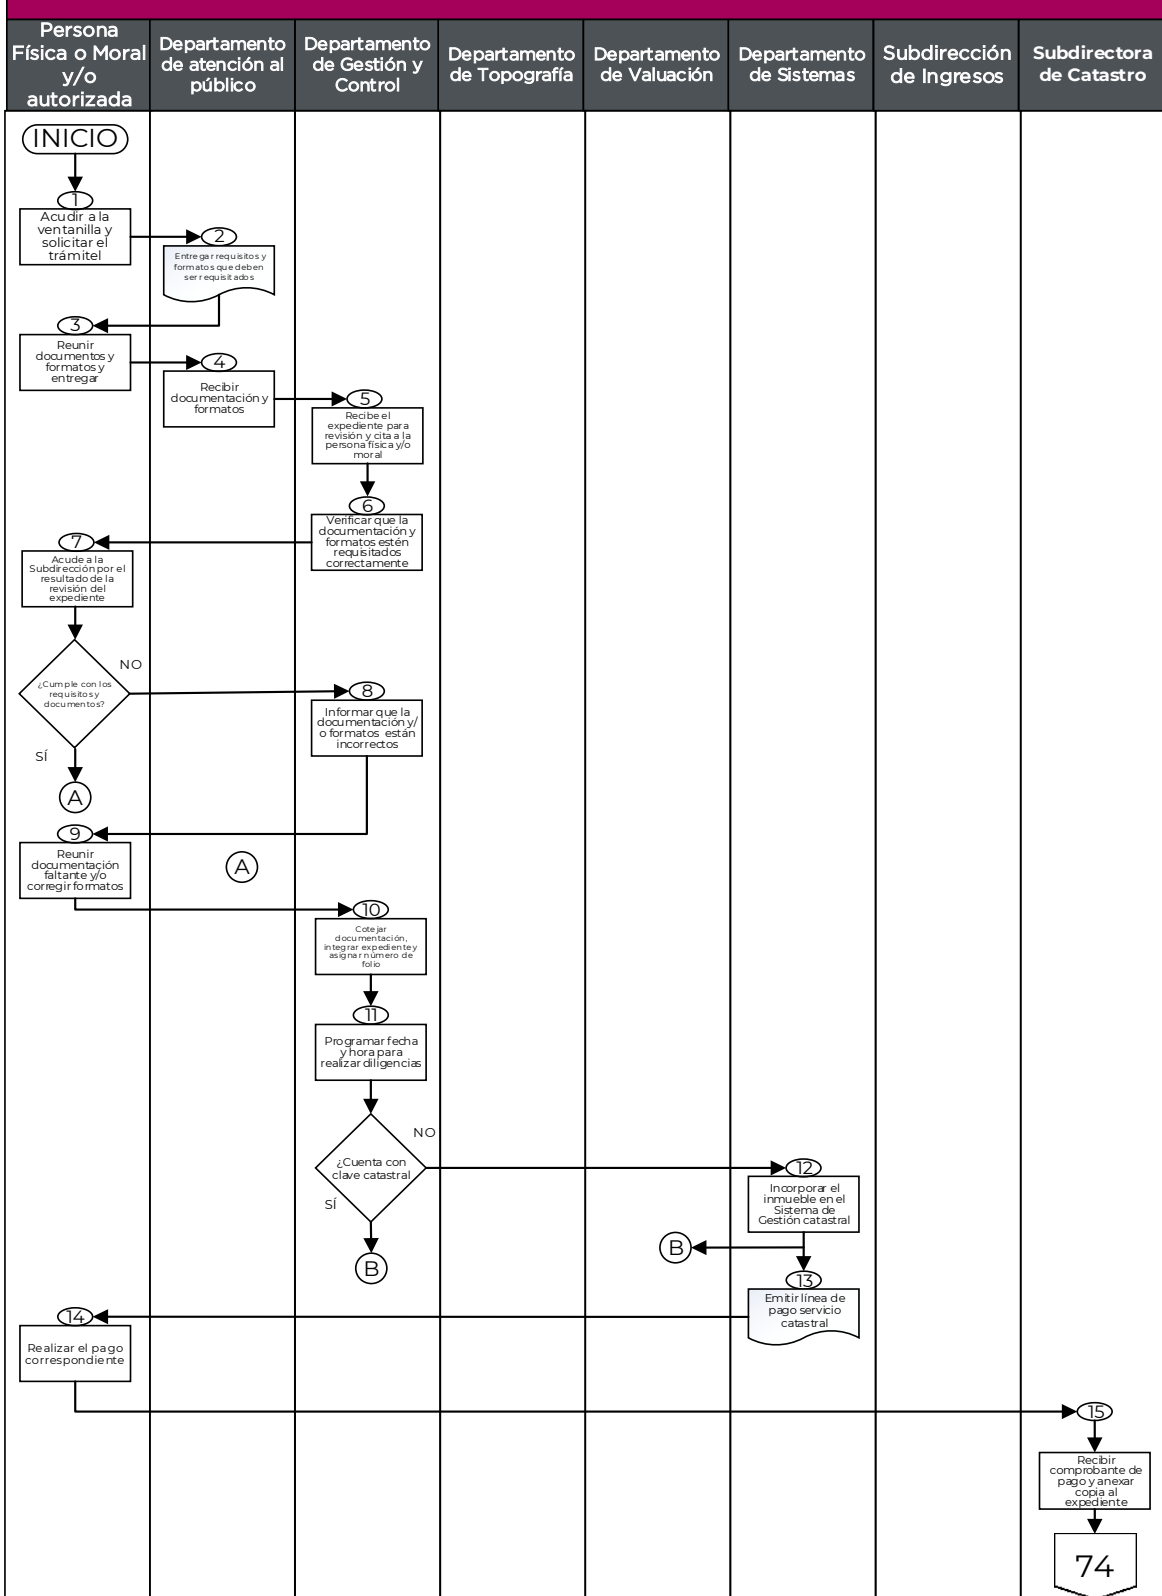 Persona
Física o Moral
y/o
autorizada
Departamento
de atención al
público
Departamento
de Gestión y
Control
Departamento
de Topografía
Departamento
de Valuación
Departamento
de Sistemas
Subdirección
de Ingresos
Subdirectora
de Catastro
INICIO
1
Acudir a la
ventanilla y
solicitar el
trámitel
2
Entregar requisitos y
formatos que deben
ser requisitados
3
Reunir
documentos y
formatos y
entregar
4
Recibir
documentación y
formatos
5
Recibe el
expediente para
revisión y cita a la
persona física y/o
moral
6
Verificar que la
documentación y
formatos estén
requisitados
correctamente
7
Acude a la
Subdirección por el
resultado de la
revisión del
expediente
¿Cumple con los
requisitos y
documentos?
NO
SÍ
A
8
Informar que la
documentación y/
o formatos están
incorrectos
9
Reunir
documentación
faltante y/o
corregir formatos
A
10
Cotejar
documentación,
integrar expediente y
asignar número de
folio
11
Programar fecha
y hora para
realizar diligencias
¿Cuenta con
clave catastral
NO
SÍ
B
12
Incorporar el
inmueble en el
Sistema de
Gestión catastral
B
13
Emitir línea de
pago servicio
catastral
14
Realizar el pago
correspondiente
15
Recibir
comprobante de
pago y anexar
copia al
expediente
74